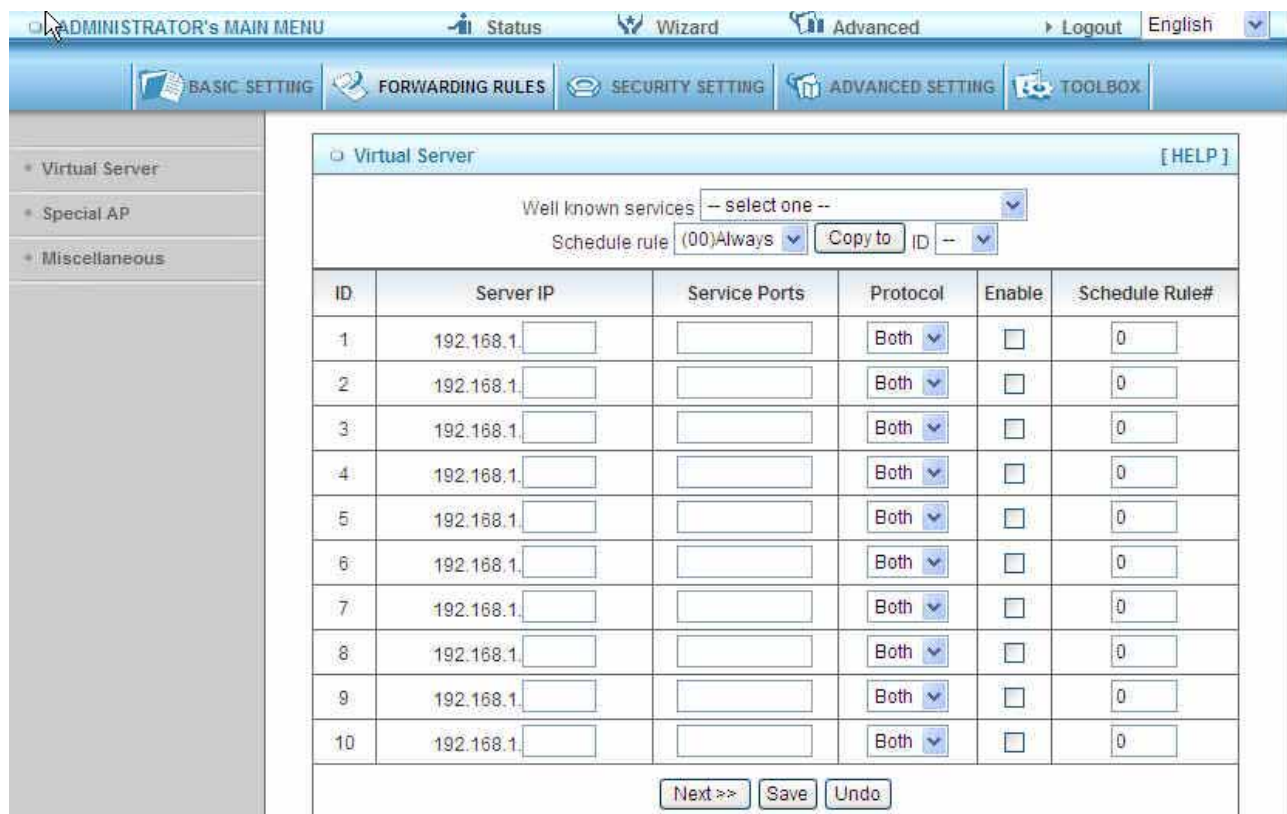 ADMINISTRATOR's MAIN MENU Status Wizard Advanced Logout English
BASIC SETTING FORWARDING RULES SECURITY SETTING ADVANCED SETTING TOOLBOX
Virtual Server
Special AP
Miscellaneous
Virtual Server [HELP]
Well known services -- select one --
Schedule rule (00)Always Copy to ID --
ID Server IP Service Ports Protocol Enable Schedule Rule#
1 192.168.1. Both 0
2 192.168.1. Both 0
3 192.168.1. Both 0
4 192.168.1. Both 0
5 192.168.1. Both 0
6 192.168.1. Both 0
7 192.168.1. Both 0
8 192.168.1. Both 0
9 192.168.1. Both 0
10 192.168.1. Both 0
Next >> Save Undo